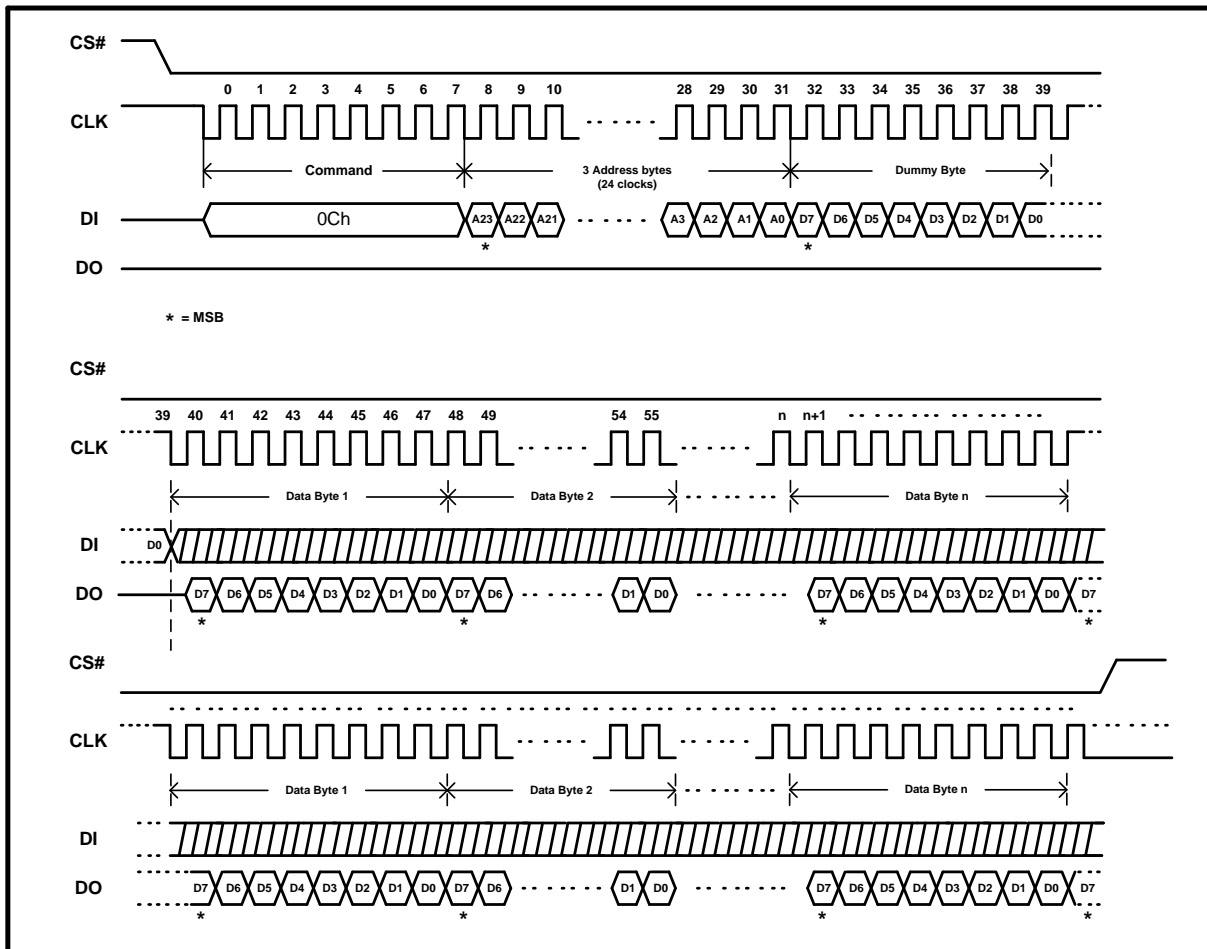 CS#
0 1 2 3 4 5 6 7 8 9 10 28 29 30 31 32 33 34 35 36 37 38 39
CLK
Command 3 Address bytes Dummy Byte
(24 clocks)
DI 0Ch A23 A22 A21 A3 A2 A1 A0 D7 D6 D5 D4 D3 D2 D1 D0
* *
DO
* = MSB
CS#
39 40 41 42 43 44 45 46 47 48 49 54 55 n n+1
CLK
Data Byte 1 Data Byte 2 Data Byte n
DI D0
DO D7 D6 D5 D4 D3 D2 D1 D0 D7 D6 D1 D0 D7 D6 D5 D4 D3 D2 D1 D0 D7
* * * *
CS#
CLK
Data Byte 1 Data Byte 2 Data Byte n
DI
DO D7 D6 D5 D4 D3 D2 D1 D0 D7 D6 D1 D0 D7 D6 D5 D4 D3 D2 D1 D0 D7
* * * *